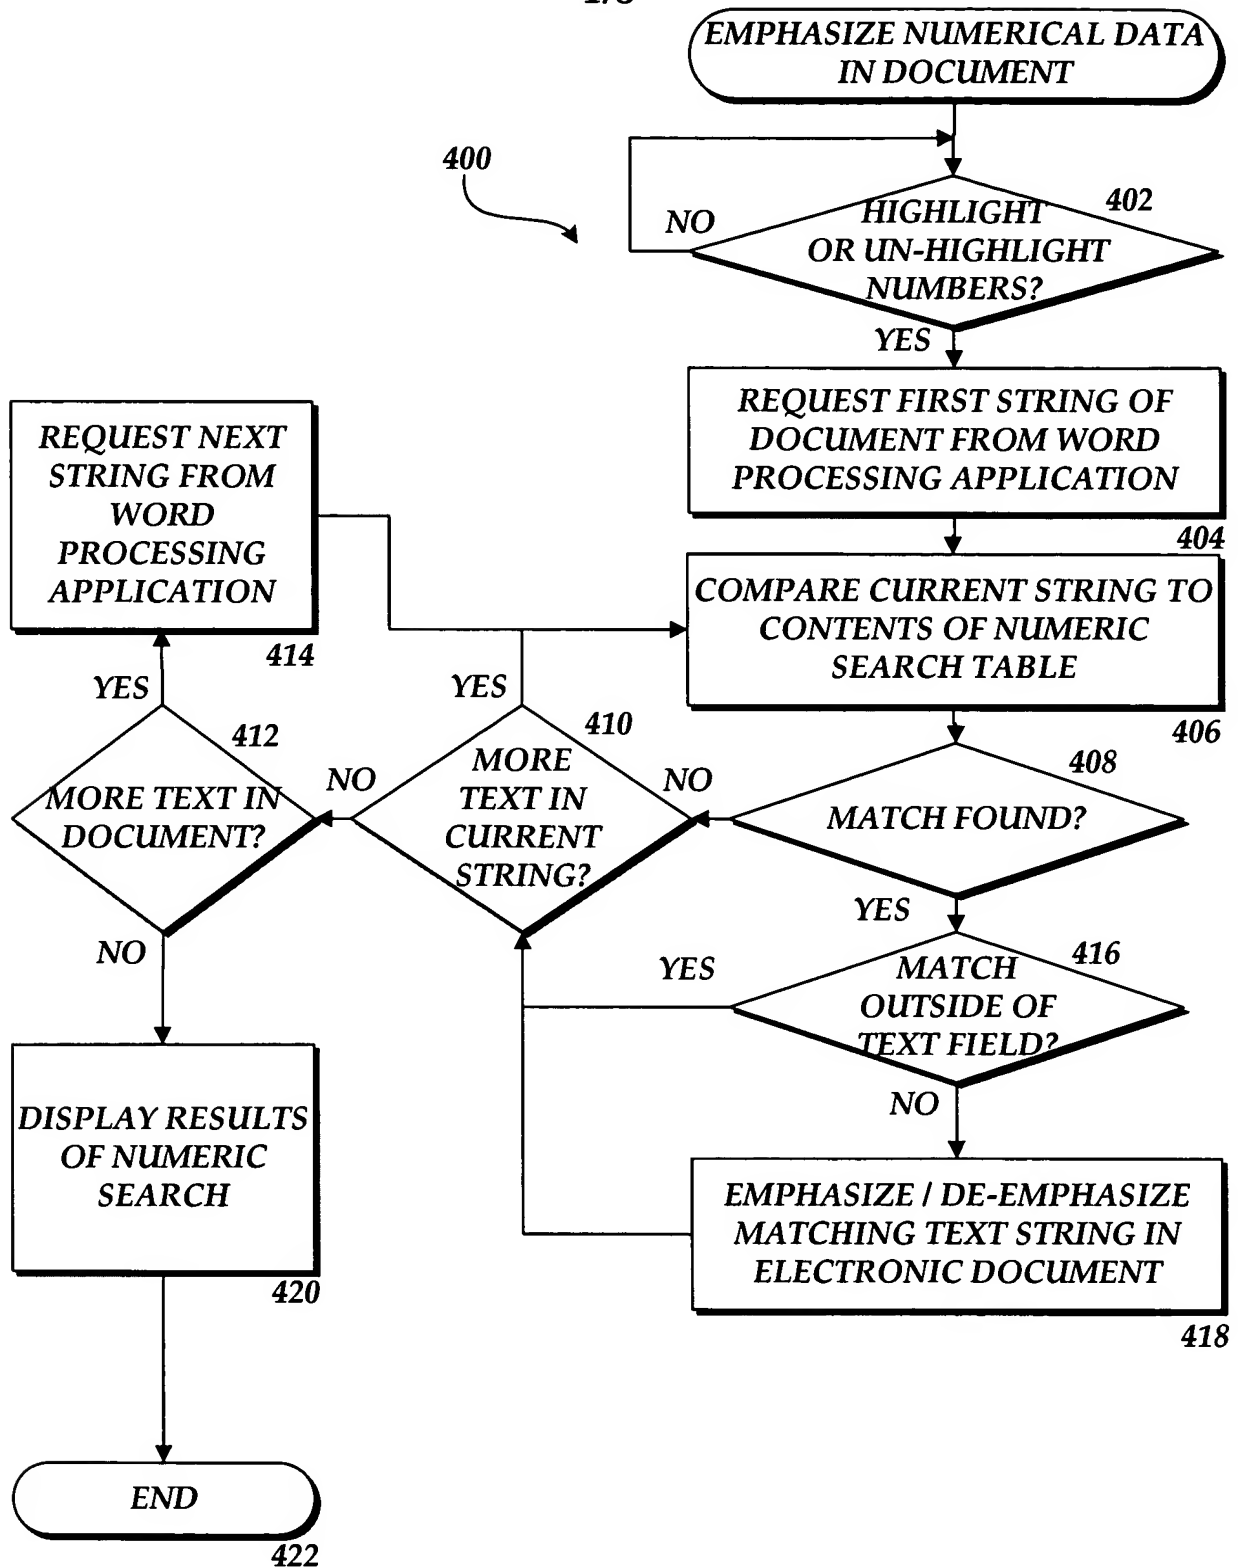 EMPHASIZE NUMERICAL DATA
IN DOCUMENT
400
402
HIGHLIGHT
OR UN-HIGHLIGHT
NUMBERS?
NO
YES
REQUEST FIRST STRING OF
DOCUMENT FROM WORD
PROCESSING APPLICATION
404
COMPARE CURRENT STRING TO
CONTENTS OF NUMERIC
SEARCH TABLE
406
408
MATCH FOUND?
NO
YES
416
MATCH
OUTSIDE OF
TEXT FIELD?
YES
NO
EMPHASIZE / DE-EMPHASIZE
MATCHING TEXT STRING IN
ELECTRONIC DOCUMENT
418
410
MORE
TEXT IN
CURRENT
STRING?
YES
NO
412
MORE TEXT IN
DOCUMENT?
YES
NO
REQUEST NEXT
STRING FROM
WORD
PROCESSING
APPLICATION
414
DISPLAY RESULTS
OF NUMERIC
SEARCH
420
END
422